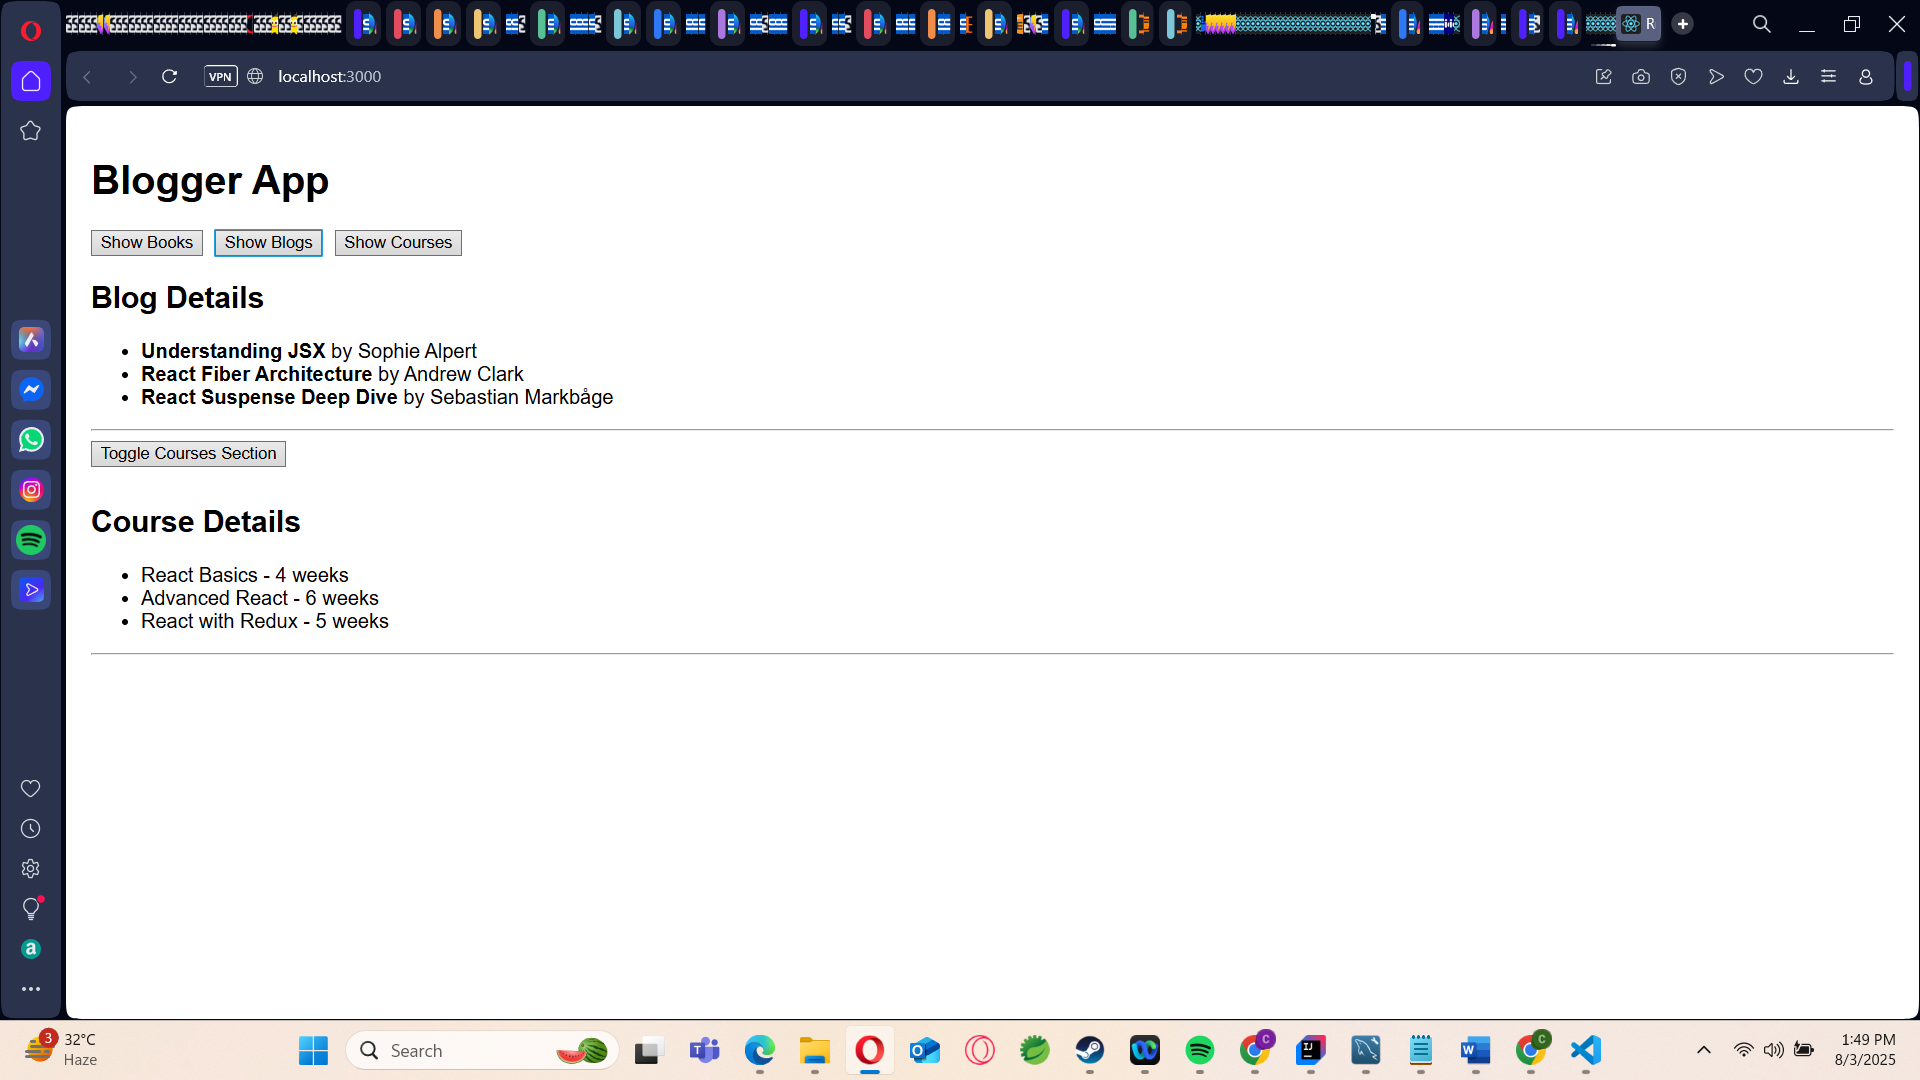 R
VPN localhost:3000
Blogger App
Show Books Show Blogs Show Courses
Blog Details
Understanding JSX by Sophie Alpert
React Fiber Architecture by Andrew Clark
React Suspense Deep Dive by Sebastian Markbåge
Toggle Courses Section
Course Details
React Basics - 4 weeks
Advanced React - 6 weeks
React with Redux - 5 weeks
3
32°C
Haze
Search
1:49 PM
8/3/2025